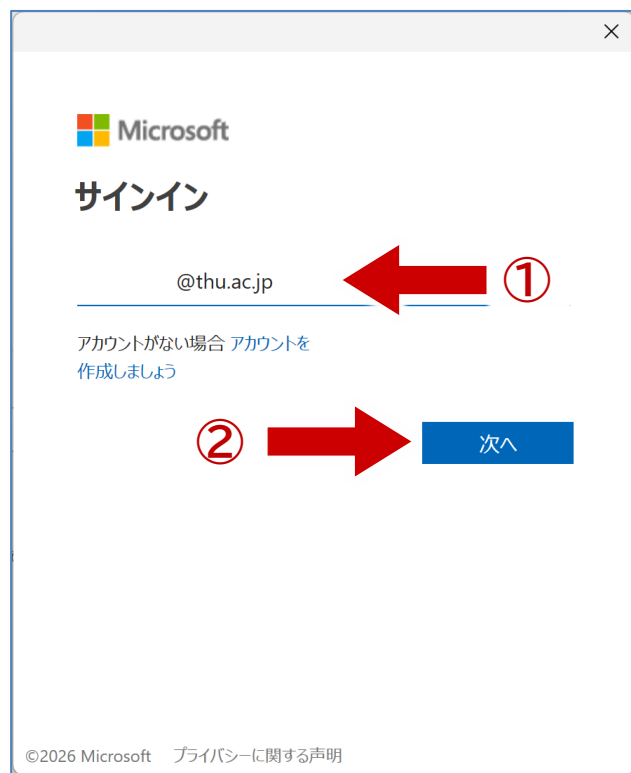 Microsoft
サインイン
@thu.ac.jp
①
アカウントがない場合 アカウントを
作成しましょう
②
次へ
©2026 Microsoft プライバシーに関する声明